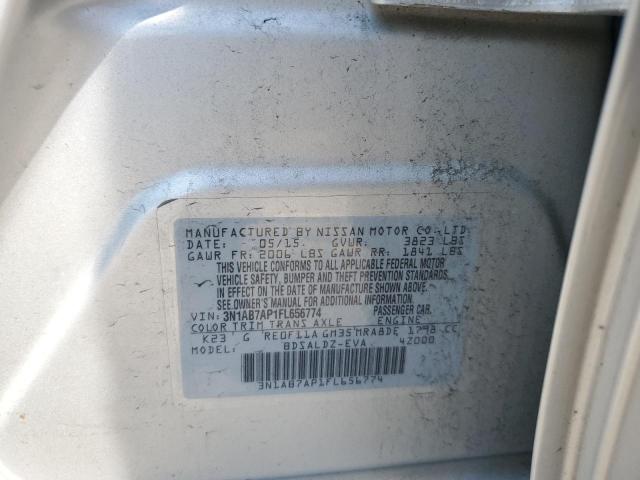 MANUFACTURED BY NISSAN MOTOR CO.,LTD.
DATE: 05/15 GVWR: 3823 LBS
GAWR FR: 2006 LBS GAWR RR: 1841 LBS
THIS VEHICLE CONFORMS TO ALL APPLICABLE FEDERAL MOTOR
VEHICLE SAFETY, BUMPER AND THEFT PREVENTION STANDARDS
IN EFFECT ON THE DATE OF MANUFACTURE SHOWN ABOVE.
SEE OWNER'S MANUAL FOR ADDITIONAL INFORMATION.
VIN: 3N1AB7AP1FL656774 PASSENGER CAR.
COLOR TRIM TRANS AXLE ENGINE
K23 G RE0F11A GM35 MRA8DE 1798 CC
MODEL: BDSALDZ-EVA 4Z000
3N1AB7AP1FL656774